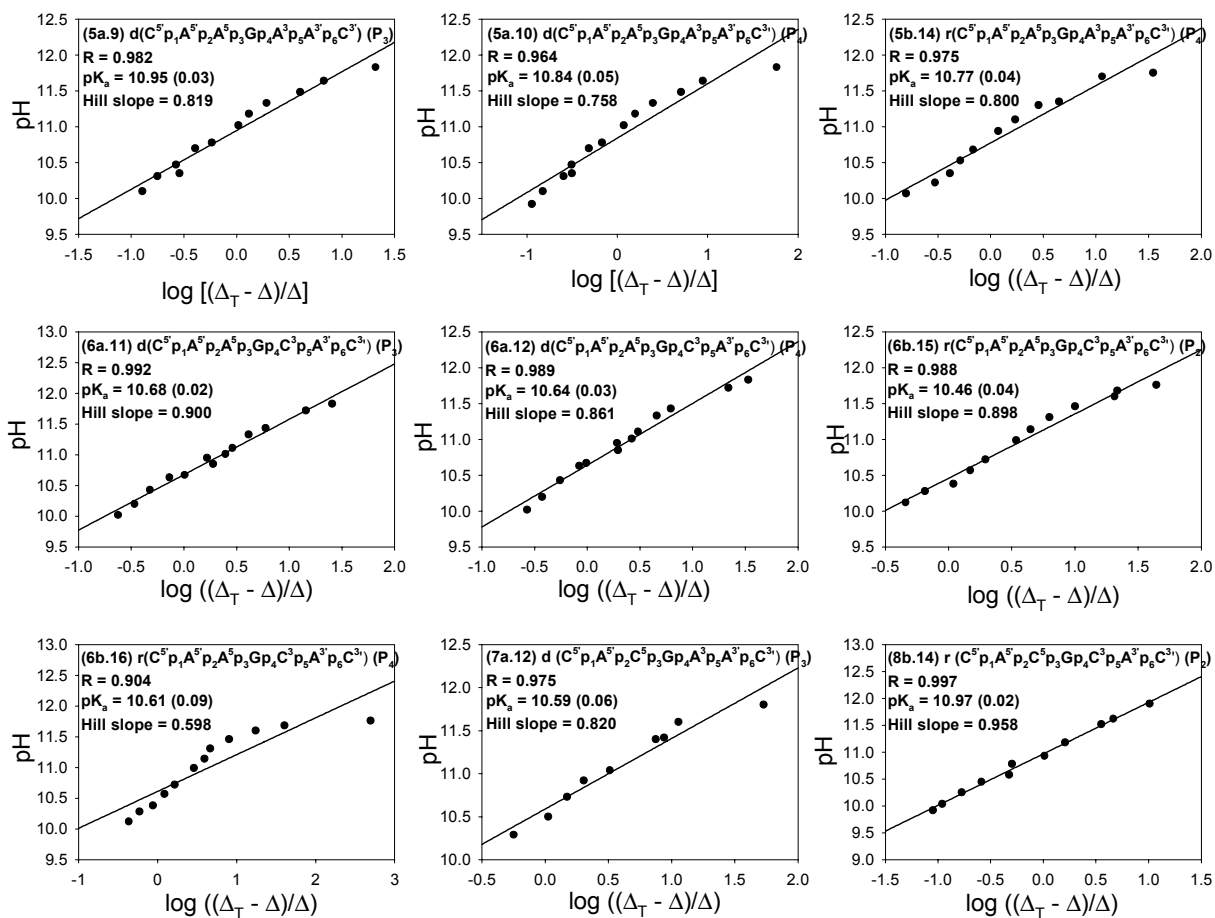 (5a.9) d(C⁵'p₁A⁵'p₂A⁵p₃Gp₄A³p₅A³'p₆C³') (P₃)
R = 0.982
pKₐ = 10.95 (0.03)
Hill slope = 0.819
pH
12.5
12.0
11.5
11.0
10.5
10.0
9.5
-1.5 -1.0 -0.5 0.0 0.5 1.0 1.5
log [(Δ_T - Δ)/Δ]
(5a.10) d(C⁵'p₁A⁵'p₂A⁵p₃Gp₄A³p₅A³'p₆C³') (P₄)
R = 0.964
pKₐ = 10.84 (0.05)
Hill slope = 0.758
pH
12.5
12.0
11.5
11.0
10.5
10.0
9.5
-1 0 1 2
log [(Δ_T - Δ)/Δ]
(5b.14) r(C⁵'p₁A⁵'p₂A⁵p₃Gp₄A³p₅A³'p₆C³') (P₄)
R = 0.975
pKₐ = 10.77 (0.04)
Hill slope = 0.800
pH
12.5
12.0
11.5
11.0
10.5
10.0
9.5
-1.0 -0.5 0.0 0.5 1.0 1.5 2.0
log ((Δ_T - Δ)/Δ)
(6a.11) d(C⁵'p₁A⁵'p₂A⁵p₃Gp₄C³p₅A³'p₆C³') (P₃)
R = 0.992
pKₐ = 10.68 (0.02)
Hill slope = 0.900
pH
13.0
12.5
12.0
11.5
11.0
10.5
10.0
9.5
-1.0 -0.5 0.0 0.5 1.0 1.5 2.0
log ((Δ_T - Δ)/Δ)
(6a.12) d(C⁵'p₁A⁵'p₂A⁵p₃Gp₄C³p₅A³'p₆C³') (P₄)
R = 0.989
pKₐ = 10.64 (0.03)
Hill slope = 0.861
pH
12.5
12.0
11.5
11.0
10.5
10.0
9.5
-1.0 -0.5 0.0 0.5 1.0 1.5 2.0
log ((Δ_T - Δ)/Δ)
(6b.15) r(C⁵'p₁A⁵'p₂A⁵p₃Gp₄C³p₅A³'p₆C³') (P₂)
R = 0.988
pKₐ = 10.46 (0.04)
Hill slope = 0.898
pH
12.5
12.0
11.5
11.0
10.5
10.0
9.5
-0.5 0.0 0.5 1.0 1.5 2.0
log ((Δ_T - Δ)/Δ)
(6b.16) r(C⁵'p₁A⁵'p₂A⁵p₃Gp₄C³p₅A³'p₆C³') (P₄)
R = 0.904
pKₐ = 10.61 (0.09)
Hill slope = 0.598
pH
13.0
12.5
12.0
11.5
11.0
10.5
10.0
9.5
-1 0 1 2 3
log ((Δ_T - Δ)/Δ)
(7a.12) d (C⁵'p₁A⁵'p₂C⁵p₃Gp₄A³p₅A³'p₆C³') (P₃)
R = 0.975
pKₐ = 10.59 (0.06)
Hill slope = 0.820
pH
12.5
12.0
11.5
11.0
10.5
10.0
-0.5 0.0 0.5 1.0 1.5 2.0
log ((Δ_T - Δ)/Δ)
(8b.14) r (C⁵'p₁A⁵'p₂C⁵p₃Gp₄C³p₅A³'p₆C³') (P₂)
R = 0.997
pKₐ = 10.97 (0.02)
Hill slope = 0.958
pH
13.0
12.5
12.0
11.5
11.0
10.5
10.0
9.5
9.0
-1.5 -1.0 -0.5 0.0 0.5 1.0 1.5
log ((Δ_T - Δ)/Δ)